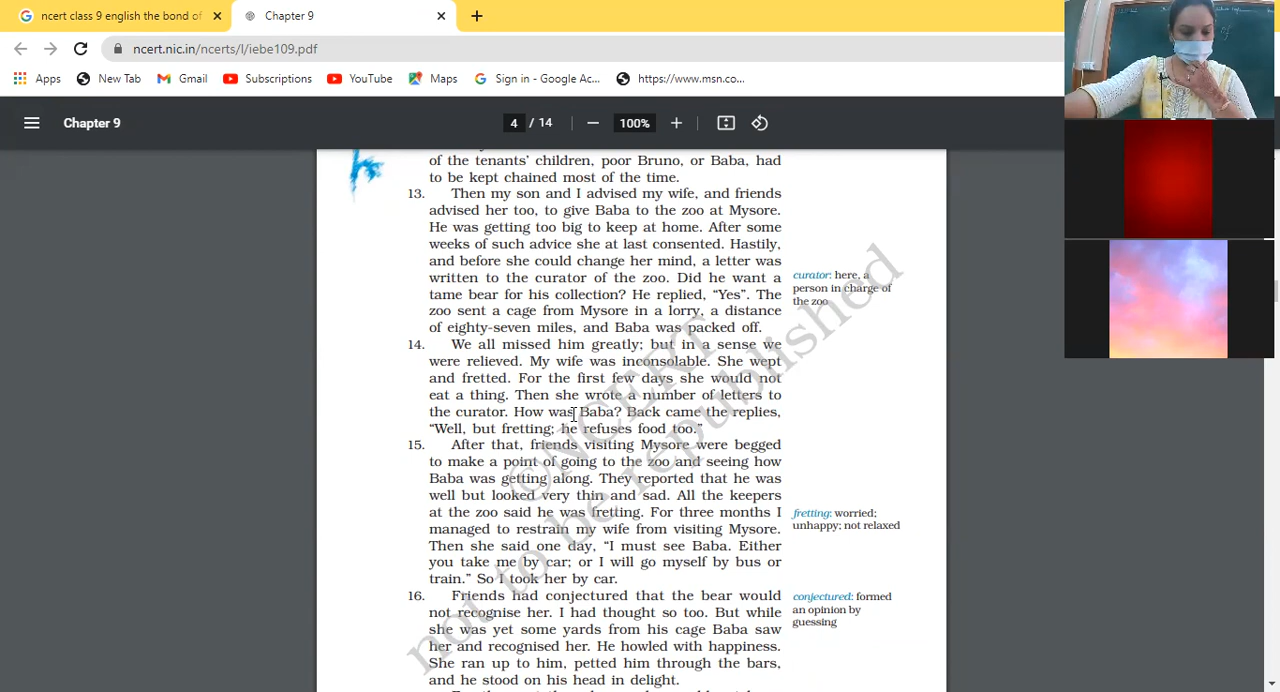 ncert class 9 english the bond of
Chapter 9
ncert.nic.in/ncerts/l/iebe109.pdf
Apps
New Tab
Gmail
Subscriptions
YouTube
Maps
Sign in - Google Ac...
https://www.msn.co...
Chapter 9
4 / 14
100%
of the tenants' children, poor Bruno, or Baba, had
to be kept chained most of the time.
13. Then my son and I advised my wife, and friends
advised her too, to give Baba to the zoo at Mysore.
He was getting too big to keep at home. After some
weeks of such advice she at last consented. Hastily,
and before she could change her mind, a letter was
written to the curator of the zoo. Did he want a
tame bear for his collection? He replied, “Yes”. The
zoo sent a cage from Mysore in a lorry, a distance
of eighty-seven miles, and Baba was packed off.
curator: here, a
person in charge of
the zoo
14. We all missed him greatly; but in a sense we
were relieved. My wife was inconsolable. She wept
and fretted. For the first few days she would not
eat a thing. Then she wrote a number of letters to
the curator. How was Baba? Back came the replies,
“Well, but fretting; he refuses food too.”
15. After that, friends visiting Mysore were begged
to make a point of going to the zoo and seeing how
Baba was getting along. They reported that he was
well but looked very thin and sad. All the keepers
at the zoo said he was fretting. For three months I
managed to restrain my wife from visiting Mysore.
Then she said one day, “I must see Baba. Either
you take me by car; or I will go myself by bus or
train.” So I took her by car.
fretting: worried;
unhappy; not relaxed
16. Friends had conjectured that the bear would
not recognise her. I had thought so too. But while
she was yet some yards from his cage Baba saw
her and recognised her. He howled with happiness.
She ran up to him, petted him through the bars,
and he stood on his head in delight.
conjectured: formed
an opinion by
guessing
©NCERT
not to be republished